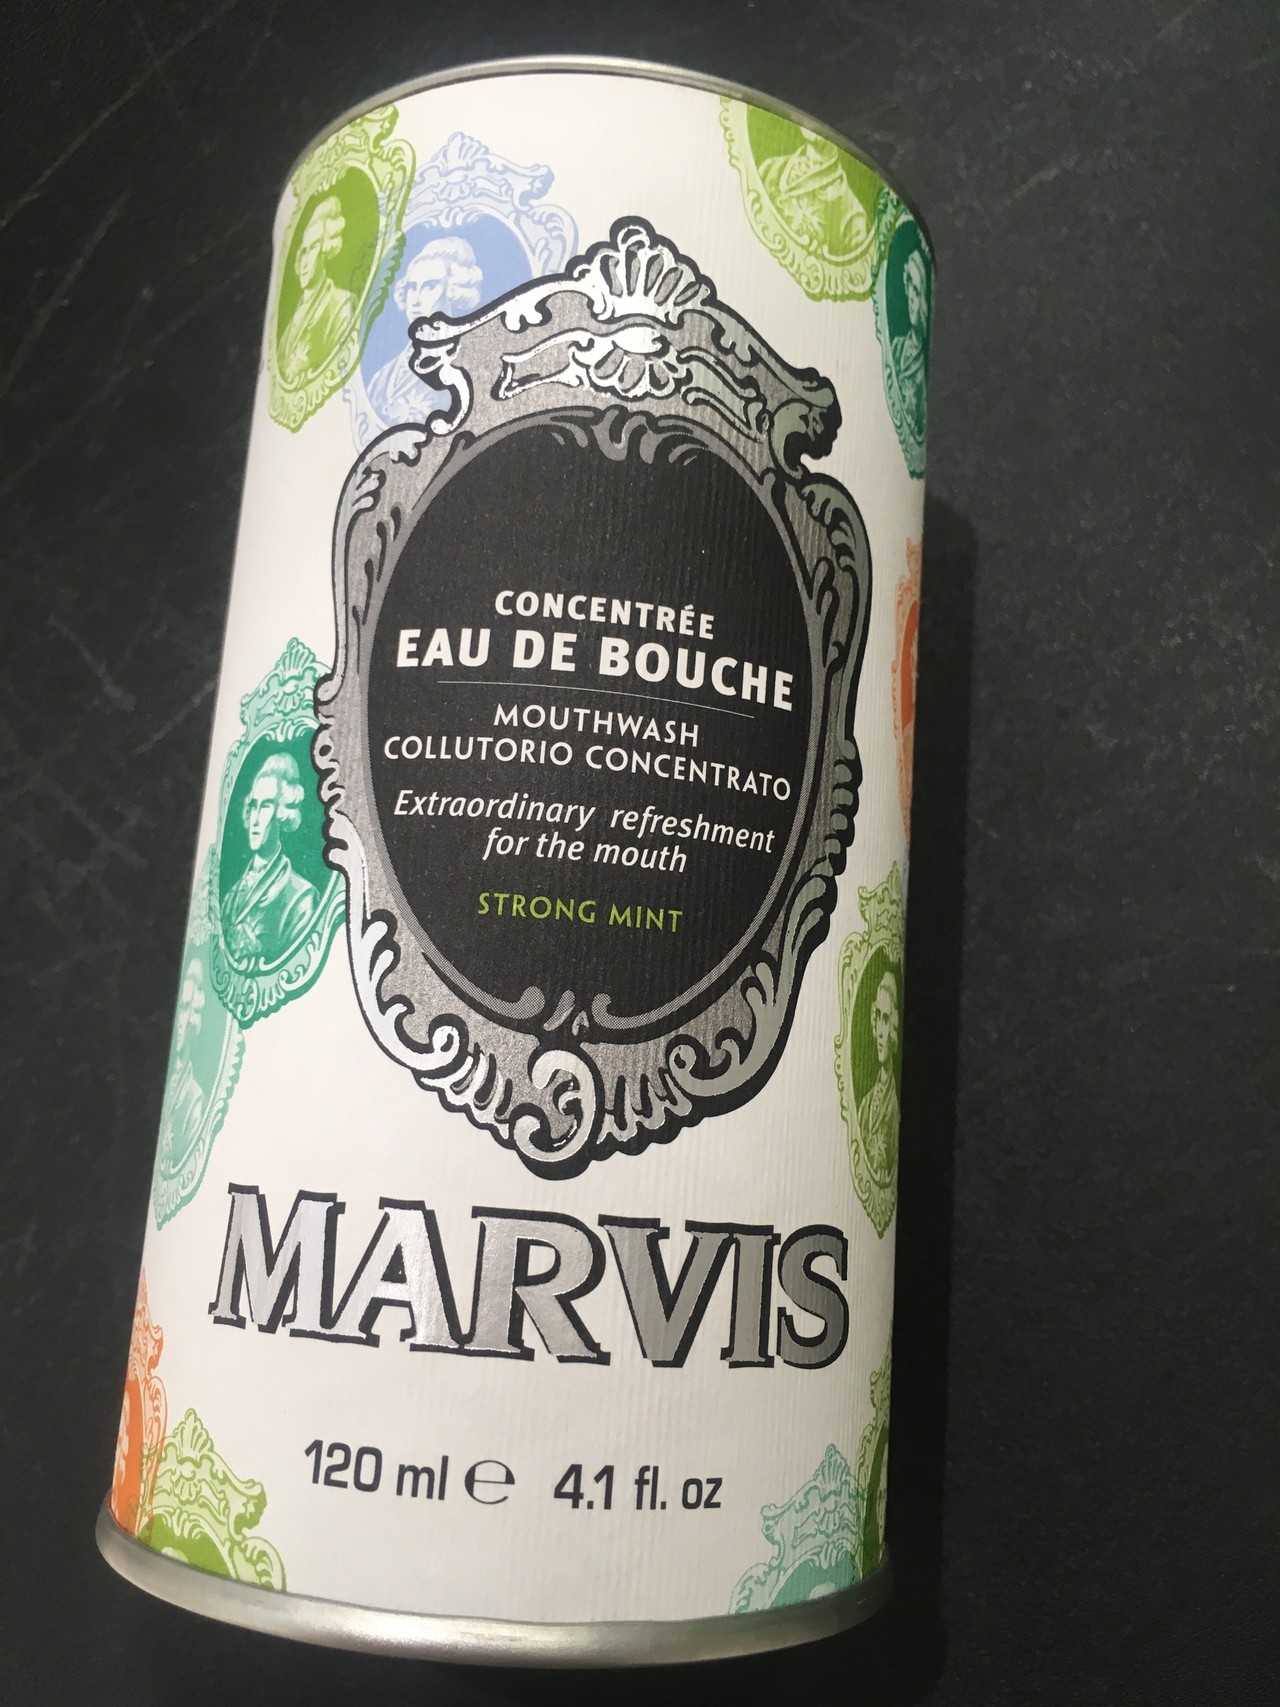 CONCENTRÉE
EAU DE BOUCHE
MOUTHWASH
COLLUTORIO CONCENTRATO
Extraordinary refreshment
for the mouth
STRONG MINT
MARVIS
120 ml ℮ 4.1 fl. oz